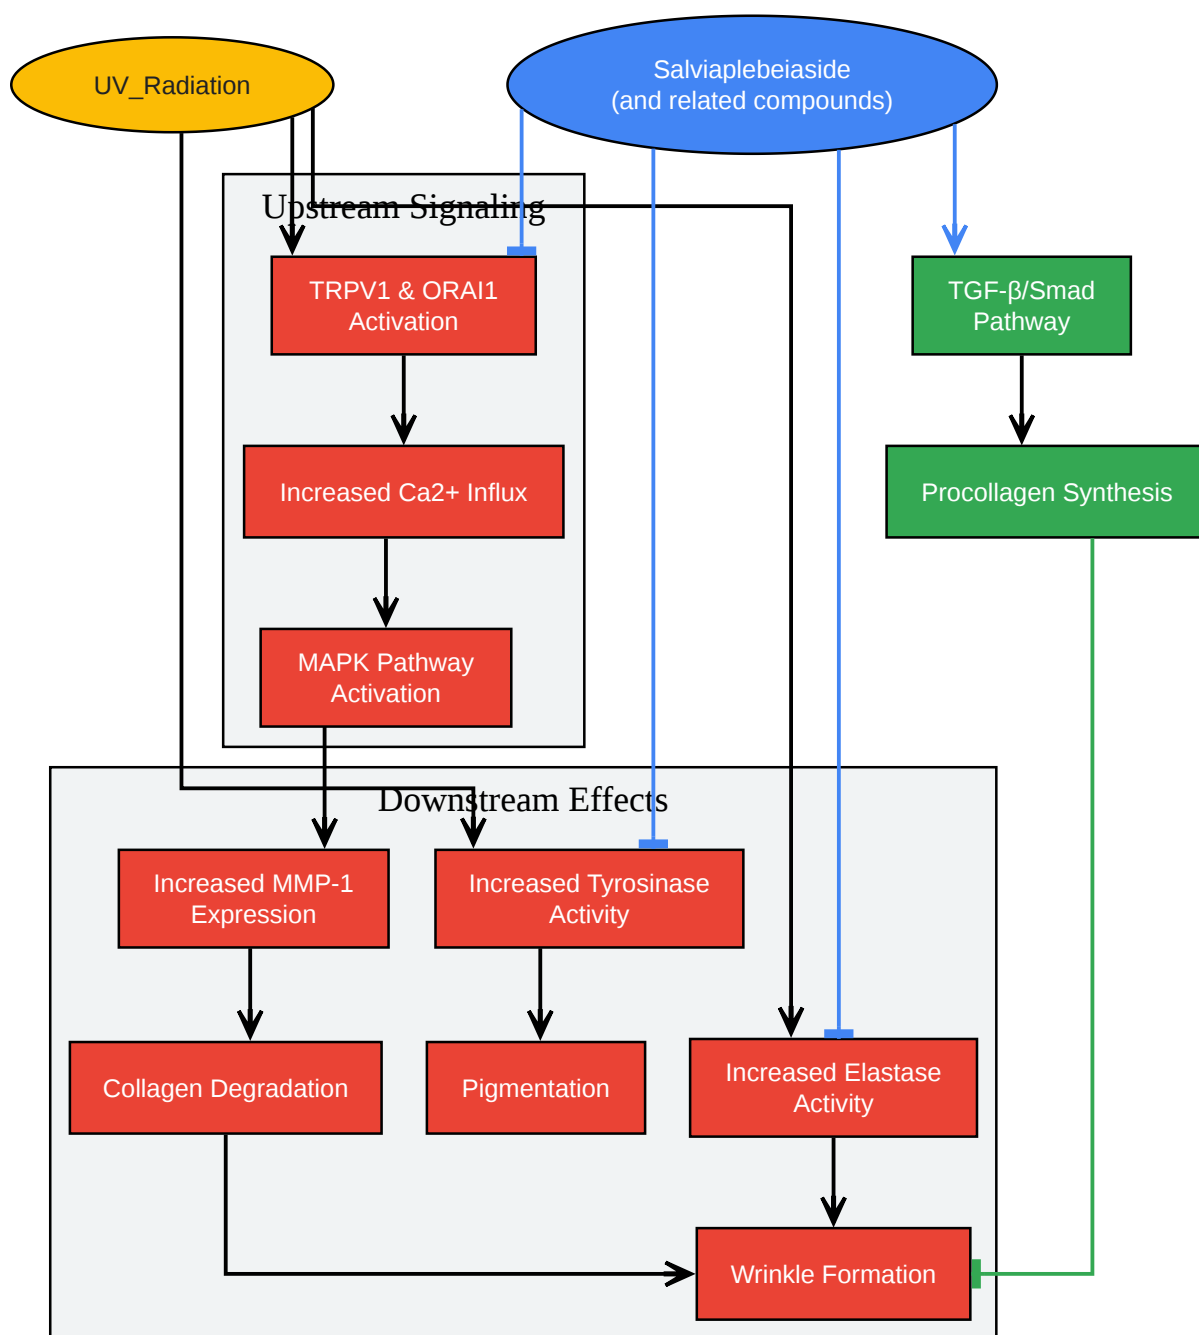 UV_Radiation
Salviaplebeiaside
(and related compounds)
Upstream Signaling
TRPV1 & ORAI1
Activation
TGF-β/Smad
Pathway
Increased Ca2+ Influx
Procollagen Synthesis
MAPK Pathway
Activation
Downstream Effects
Increased MMP-1
Expression
Increased Tyrosinase
Activity
Collagen Degradation
Pigmentation
Increased Elastase
Activity
Wrinkle Formation